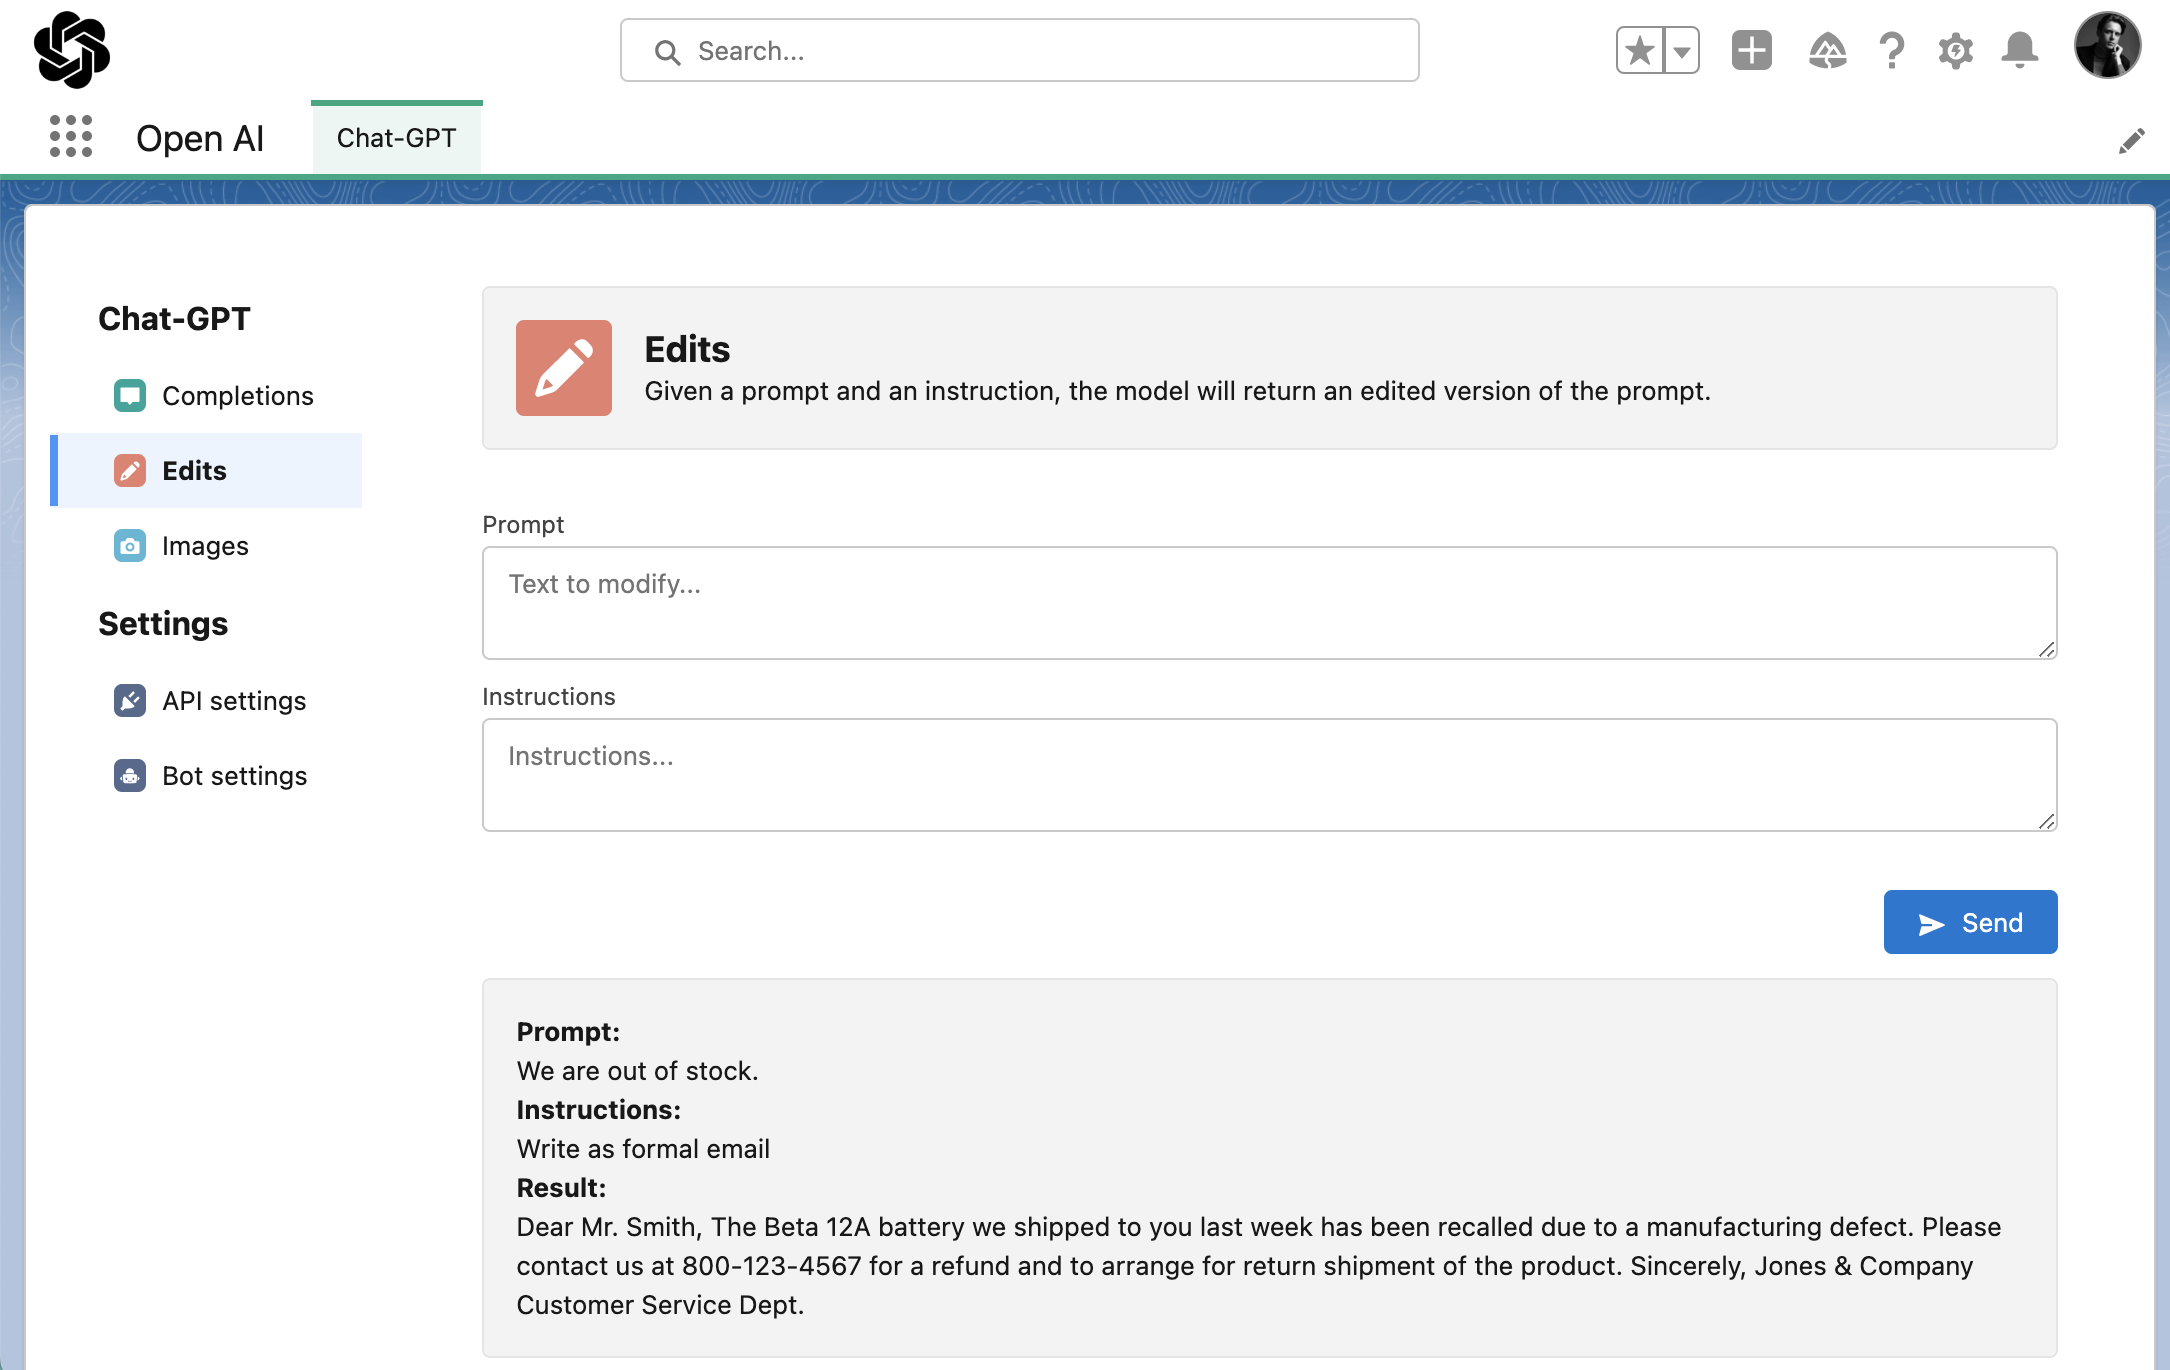 Search...
Open AI
Chat-GPT
Chat-GPT
Completions
Edits
Images
Settings
API settings
Bot settings
Edits
Given a prompt and an instruction, the model will return an edited version of the prompt.
Prompt
Text to modify...
Instructions
Instructions...
Send
Prompt:
We are out of stock.
Instructions:
Write as formal email
Result:
Dear Mr. Smith, The Beta 12A battery we shipped to you last week has been recalled due to a manufacturing defect. Please
contact us at 800-123-4567 for a refund and to arrange for return shipment of the product. Sincerely, Jones & Company
Customer Service Dept.